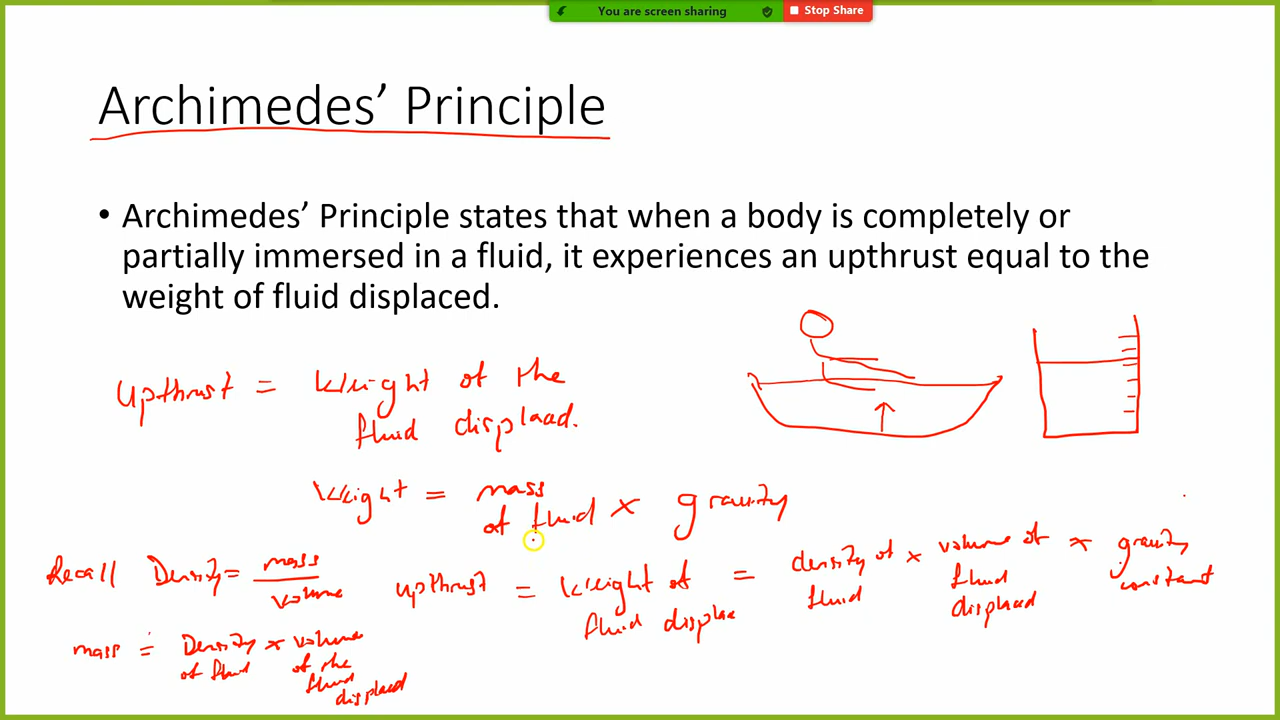 You are screen sharing
Stop Share
Archimedes’ Principle
• Archimedes’ Principle states that when a body is completely or
partially immersed in a fluid, it experiences an upthrust equal to the
weight of fluid displaced.
upthrust = weight of the
fluid displaced.
weight = mass
of fluid × gravity
Recall Density = mass
volume
upthrust = weight of
fluid displace
= density of × volume of × gravity
fluid fluid constant
displaced
mass = Density × volume
of fluid of the
fluid
displaced